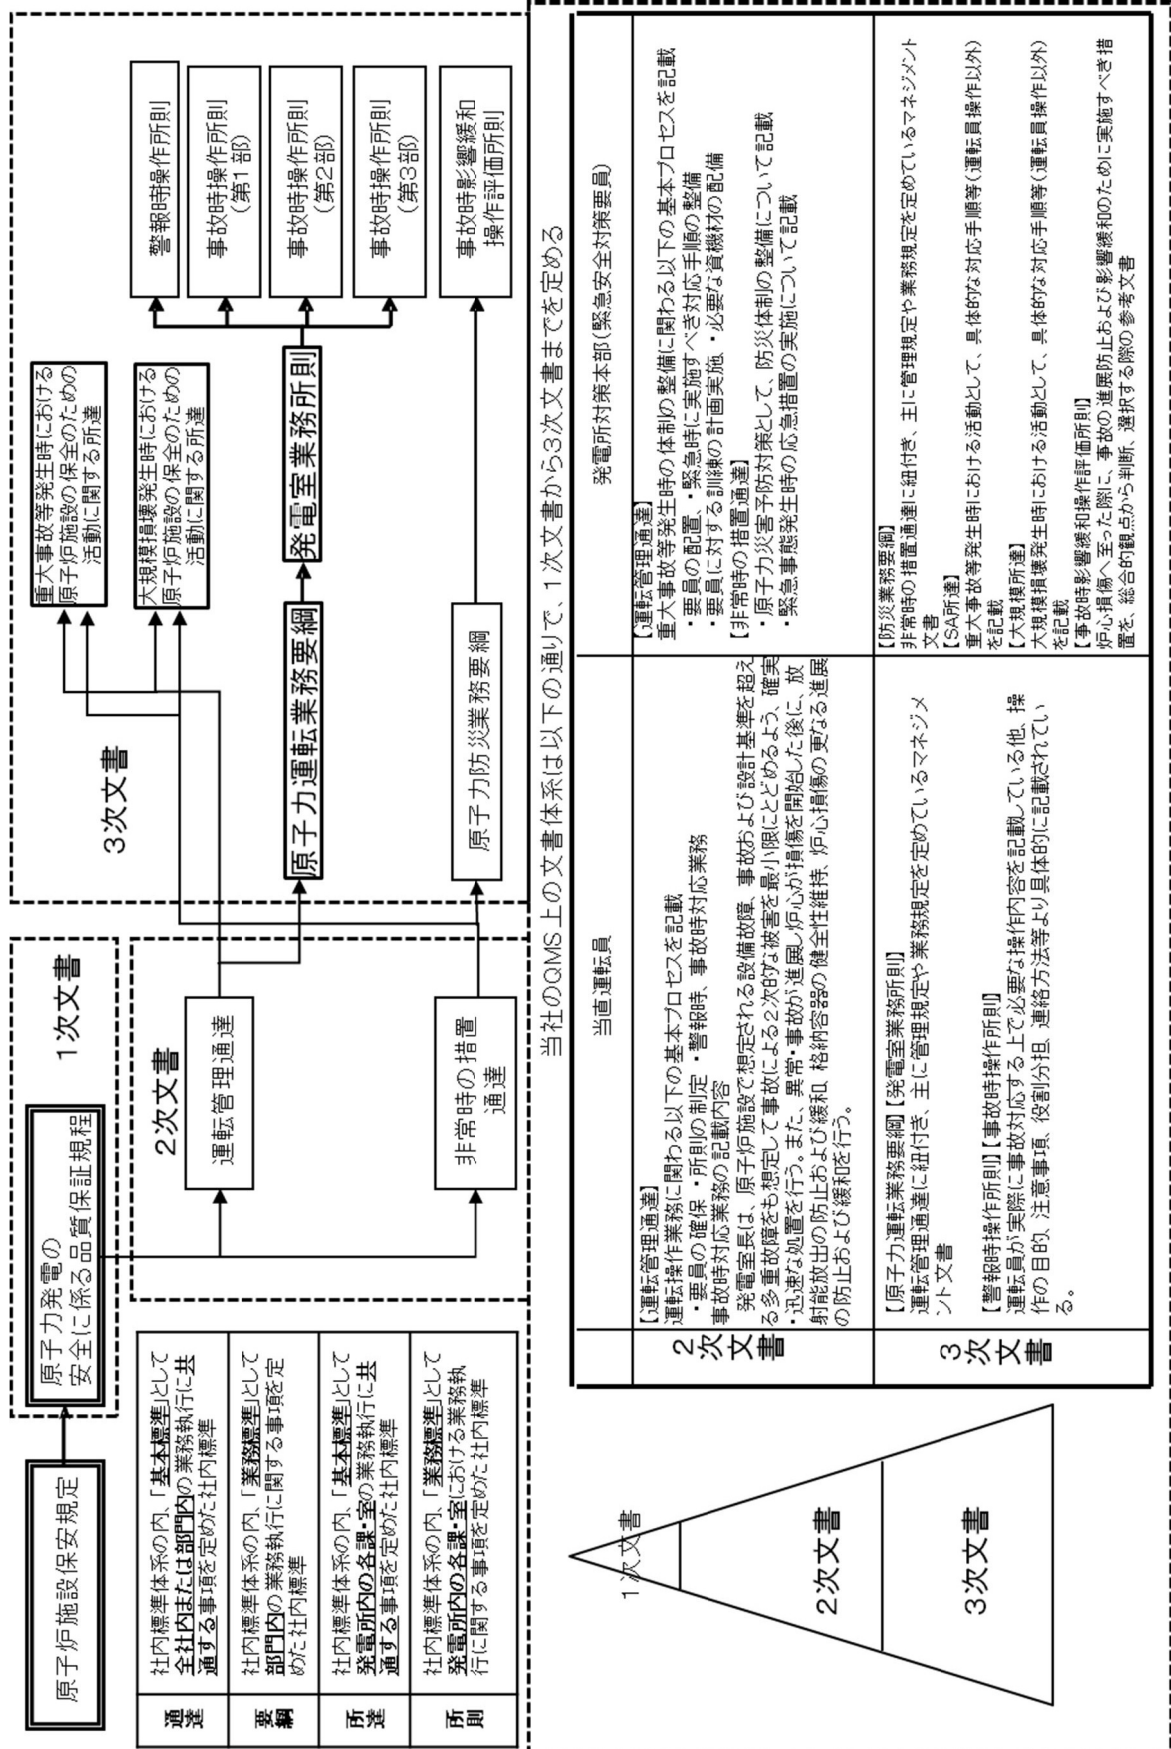 原子炉施設保安規定
原子力発電の
安全に係る品質保証規程
1次文書
2次文書
運転管理通達
非常時の措置
通達
3次文書
重大事故等発生時における
原子炉施設の保全のための
活動に関する所達
大規模損壊発生時における
原子炉施設の保全のための
活動に関する所達
原子力運転業務要綱
発電室業務所則
原子力防災業務要綱
警報時操作所則
事故時操作所則
(第1部)
事故時操作所則
(第2部)
事故時操作所則
(第3部)
事故時影響緩和
操作評価所則
通達
社内標準体系の内、「基本標準」として
全社内または部門内の業務執行に共
通する事項を定めた社内標準
要綱
社内標準体系の内、「業務標準」として
部門内の業務執行に関する事項を定
めた社内標準
所達
社内標準体系の内、「基本標準」として
発電所内の各課・室の業務執行に共
通する事項を定めた社内標準
所則
社内標準体系の内、「業務標準」として
発電所内の各課・室における業務執
行に関する事項を定めた社内標準
当社のQMS上の文書体系は以下の通りで、1次文書から3次文書までを定める
1次文書
2次文書
3次文書
当直運転員
発電所対策本部(緊急安全対策要員)
2次文書
【運転管理通達】
運転操作業務に関わる以下の基本プロセスを記載
・要員の確保 ・所則の制定 ・警報時、事故時対応業務
事故時対応業務の記載内容
発電室長は、原子炉施設で想定される設備故障、事故および設計基準を超え
る多重故障をも想定して事故による2次的な被害を最小限にとどめるよう、確実
・迅速な処置を行う。また、異常・事故が進展し炉心が損傷を開始した後に、放
射能放出の防止および緩和、格納容器の健全性維持、炉心損傷の更なる進展
の防止および緩和を行う。
【運転管理通達】
重大事故等発生時の体制の整備に関わる以下の基本プロセスを記載
・要員の配置、・緊急時に実施すべき対応手順の整備
・要員に対する訓練の計画実施、・必要な資機材の配備
【非常時の措置通達】
・原子力災害予防対策として、防災体制の整備について記載
・緊急事態発生時の応急措置の実施について記載
3次文書
【原子力運転業務要綱】【発電室業務所則】
運転管理通達に紐付き、主に管理規定や業務規定を定めているマネジメ
ント文書
【警報時操作所則】【事故時操作所則】
運転員が実際に事故対応する上で必要な操作内容を記載している他、操
作の目的、注意事項、役割分担、連絡方法等より具体的に記載されてい
る。
【防災業務要綱】
非常時の措置通達に紐付き、主に管理規定や業務規定を定めているマネジメント
文書
【SA所達】
重大事故等発生時における活動として、具体的な対応手順等(運転員操作以外)
を記載
【大規模所達】
大規模損壊発生時における活動として、具体的な対応手順等(運転員操作以外)
を記載
【事故時影響緩和操作評価所則】
炉心損傷へ至った際に、事故の進展防止および影響緩和のために実施すべき措
置を、総合的観点から判断、選択する際の参考文書